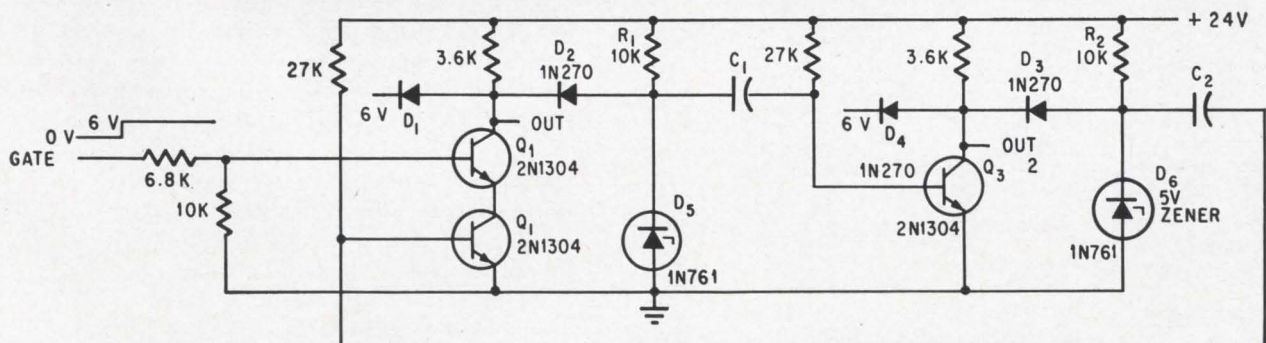 + 24V
27K
3.6K
D2
1N270
R1
10K
C1
27K
3.6K
D3
1N270
R2
10K
C2
6 V
D1
OUT
6 V
D4
OUT
2
0 V
6 V
GATE
6.8K
10K
Q1
2N1304
Q1
2N1304
D5
1N761
1N270
Q3
2N1304
D6
5V
ZENER
1N761